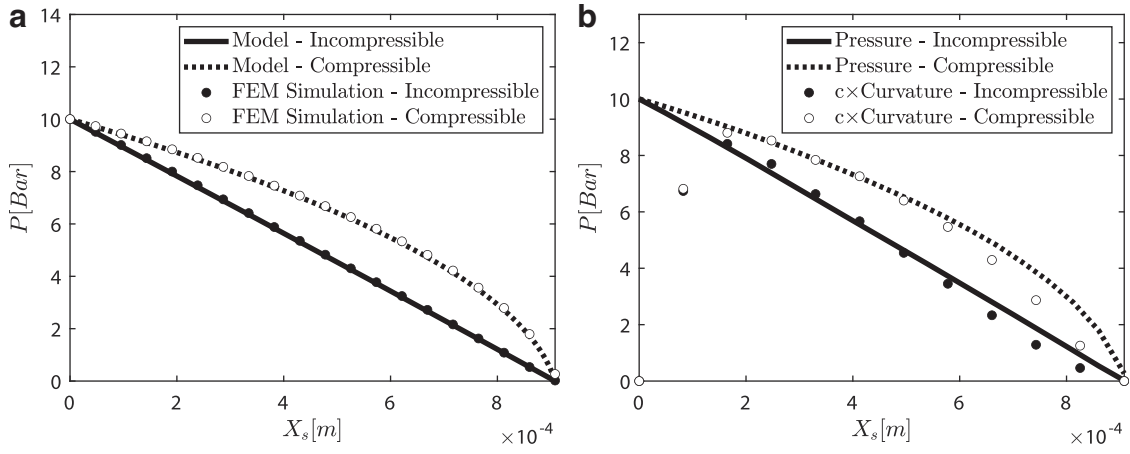 a
14
12
10
8
6
4
2
0
P[Bar]
Model - Incompressible
Model - Compressible
FEM Simulation - Incompressible
FEM Simulation - Compressible
0 2 4 6 8
X_s[m]
×10^-4
b
14
12
10
8
6
4
2
0
P[Bar]
Pressure - Incompressible
Pressure - Compressible
c×Curvature - Incompressible
c×Curvature - Compressible
0 2 4 6 8
X_s[m]
×10^-4